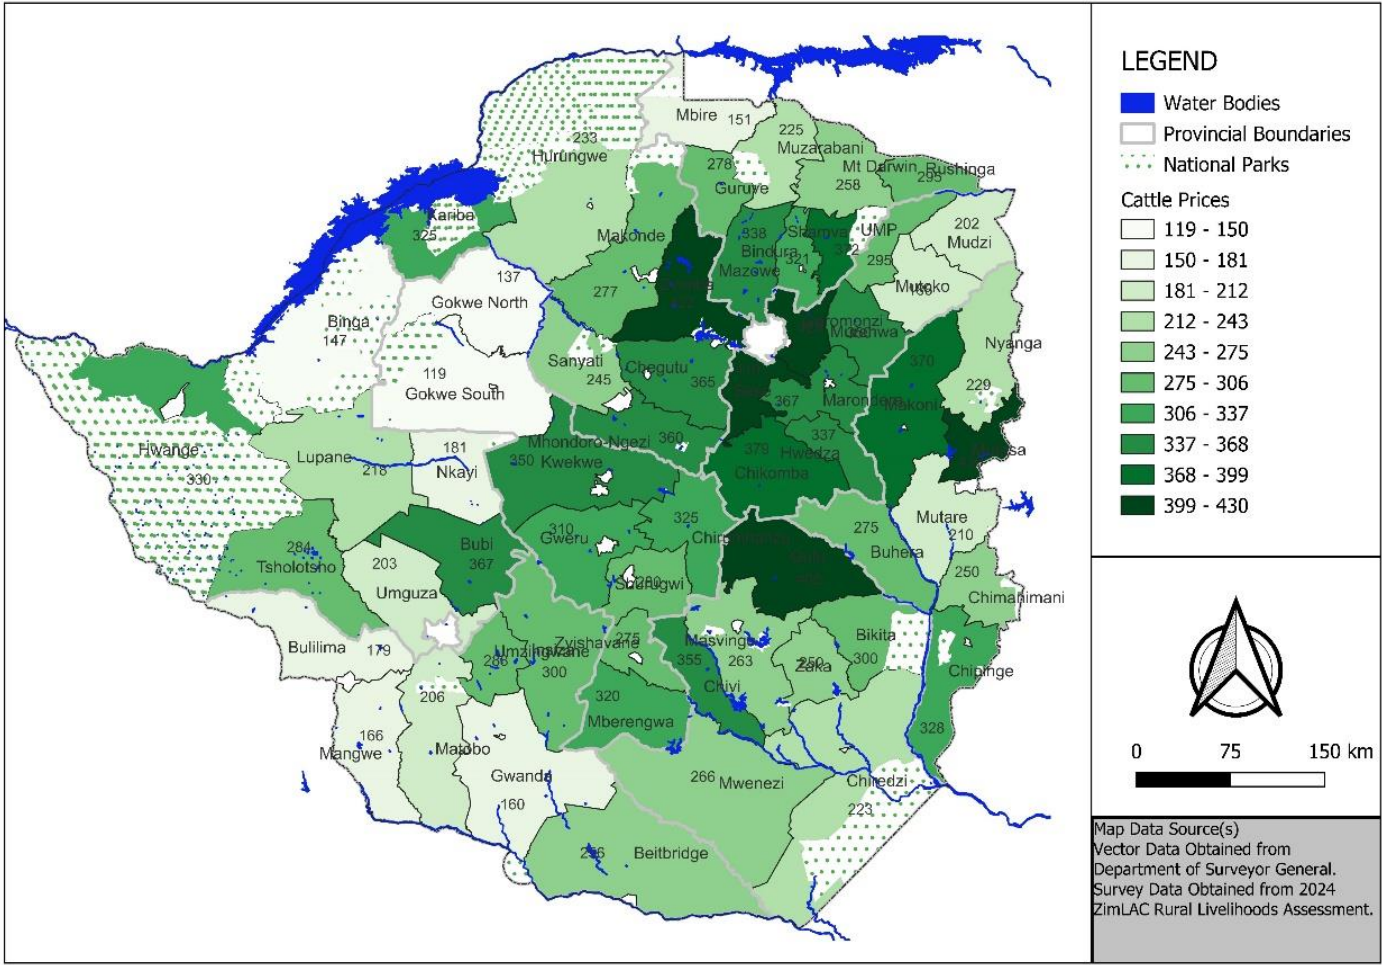 LEGEND
Water Bodies
Provincial Boundaries
National Parks
Cattle Prices
119 - 150
150 - 181
181 - 212
212 - 243
243 - 275
275 - 306
306 - 337
337 - 368
368 - 399
399 - 430
0 75 150 km
Map Data Source(s)
Vector Data Obtained from
Department of Surveyor General.
Survey Data Obtained from 2024
ZimLAC Rural Livelihoods Assessment.
Mbire 151
225
Muzarabani
233
Hurungwe
278
Guruve
Mt Darwin
258
Rushinga
295
Kariba
325
Makonde
277
338
Bindura
Mazowe
Shamva
321
372
UMP
295
202
Mudzi
Mutoko
137
Gokwe North
Binga
147
119
Gokwe South
Sanyati
245
Chegutu
365
367
Marondera
370
Makoni
Nyanga
229
Hwange
330
Lupane
218
181
Nkayi
Mhondoro-Ngezi 360
350 Kwekwe
337
Hwedza
379
Chikomba
Mutare
210
284
Tsholotsho
203
Umguza
Bubi
367
310
Gweru
325
Shurugwi
275
Buhera
250
Chimanimani
Bulilima
179
Umzingwane
300
Zvishavane
275
355
Chivi
Masvingo
263
Zaka
Bikita
300
Chipinge
328
206
Matobo
166
Mangwe
Gwanda
160
320
Mberengwa
266 Mwenezi
Chiredzi
223
Beitbridge